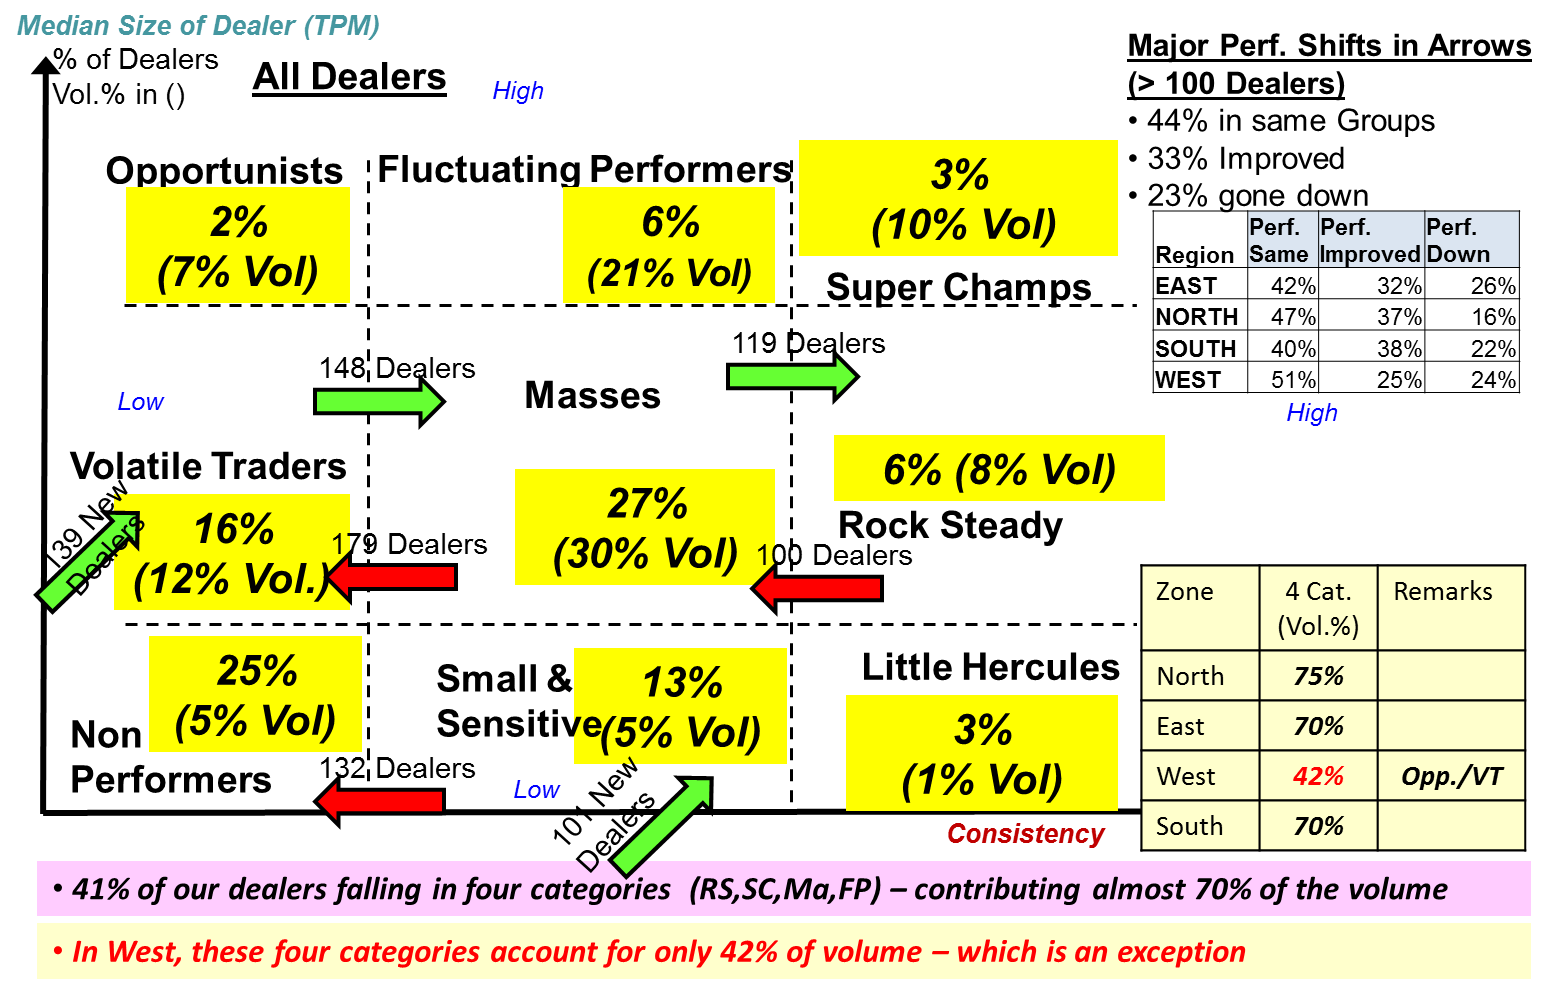 Median Size of Dealer (TPM)
% of Dealers
Vol.% in ()
All Dealers
High
Major Perf. Shifts in Arrows
(> 100 Dealers)
• 44% in same Groups
• 33% Improved
• 23% gone down
Opportunists
2%
(7% Vol)
Fluctuating Performers
6%
(21% Vol)
3%
(10% Vol)
Super Champs
Region Perf. Same Perf. Improved Perf. Down
EAST 42% 32% 26%
NORTH 47% 37% 16%
SOUTH 40% 38% 22%
WEST 51% 25% 24%
High
148 Dealers
119 Dealers
Low
Masses
Volatile Traders
139 New
Dealers
16%
(12% Vol.)
179 Dealers
27%
(30% Vol)
6% (8% Vol)
Rock Steady
100 Dealers
25%
(5% Vol)
Non
Performers
132 Dealers
Small &
Sensitive
13%
(5% Vol)
Low
101 New
Dealers
Little Hercules
3%
(1% Vol)
Consistency
Zone 4 Cat. (Vol.%) Remarks
North 75%
East 70%
West 42% Opp./VT
South 70%
• 41% of our dealers falling in four categories (RS,SC,Ma,FP) – contributing almost 70% of the volume
• In West, these four categories account for only 42% of volume – which is an exception